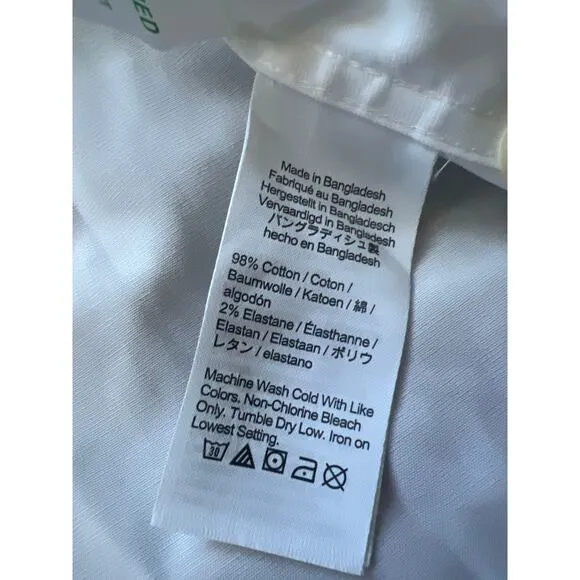 Made in Bangladesh
Fabriqué au Bangladesh
Hergestellt in Bangladesch
Vervaardigd in Bangladesh
バングラディシュ製
hecho en Bangladesh
98% Cotton / Coton /
Baumwolle / Katoen / 綿 /
algodón
2% Elastane / Élasthanne /
Elastan / Elastaan / ポリウ
レタン / elastano
Machine Wash Cold With Like
Colors. Non-Chlorine Bleach
Only. Tumble Dry Low. Iron on
Lowest Setting.
30